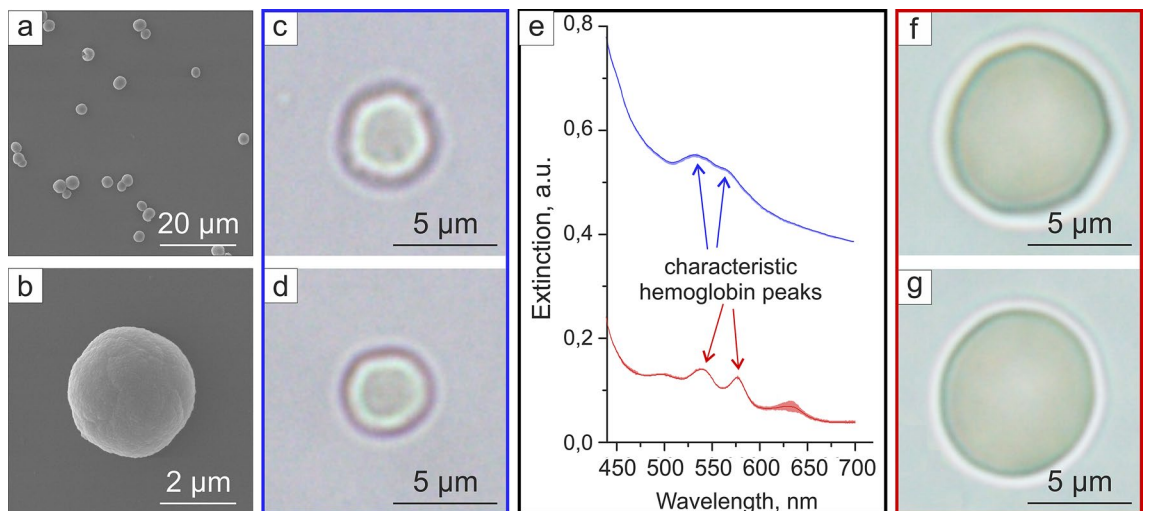 a
20 μm
b
2 μm
c
5 μm
d
5 μm
e
Extinction, a.u.
0,8
0,6
0,4
0,2
0,0
characteristic
hemoglobin peaks
450 500 550 600 650 700
Wavelength, nm
f
5 μm
g
5 μm